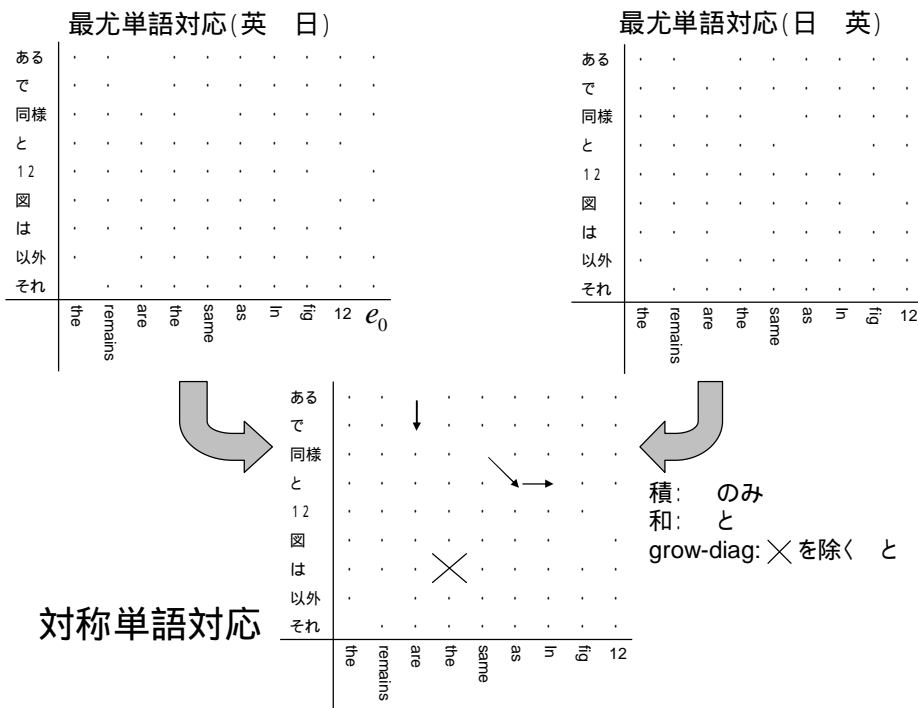 最尤単語対応(英　日)
ある
で
同様
と
12
図
は
以外
それ
the
remains
are
the
same
as
In
fig
12
e0
最尤単語対応(日　英)
ある
で
同様
と
12
図
は
以外
それ
the
remains
are
the
same
as
In
fig
12
ある
で
同様
と
12
図
は
以外
それ
the
remains
are
the
same
as
In
fig
12
対称単語対応
積:　のみ
和:　と
grow-diag: ×を除く　と